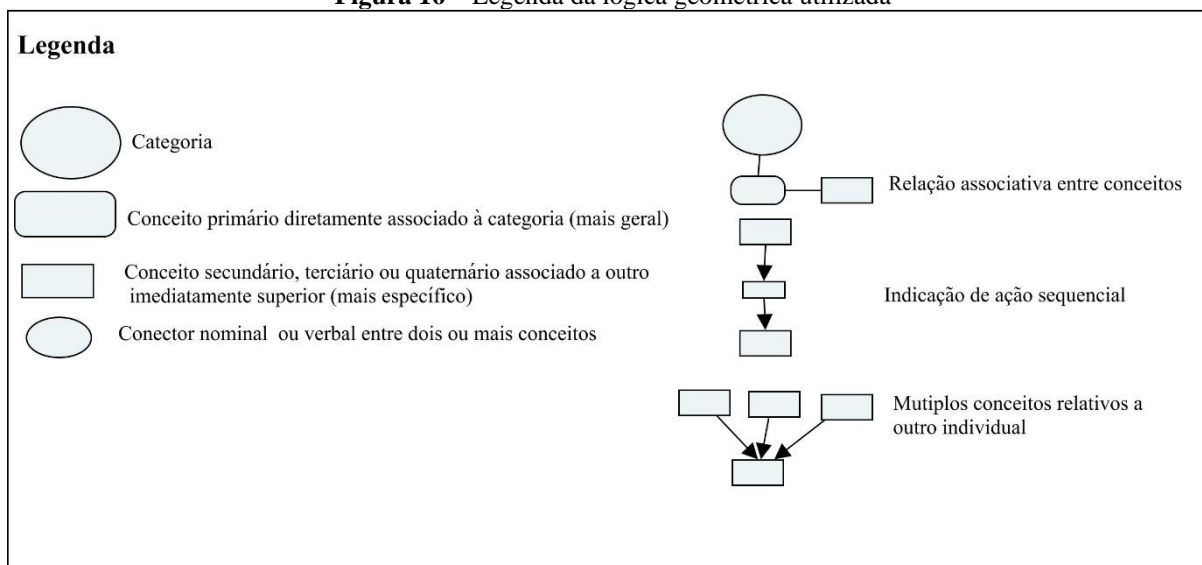 Figura 16 – Legenda da lógica geométrica utilizada
Legenda
Categoria
Conceito primário diretamente associado à categoria (mais geral)
Conceito secundário, terciário ou quaternário associado a outro
imediatamente superior (mais específico)
Conector nominal ou verbal entre dois ou mais conceitos
Relação associativa entre conceitos
Indicação de ação sequencial
Mutiplos conceitos relativos a
outro individual